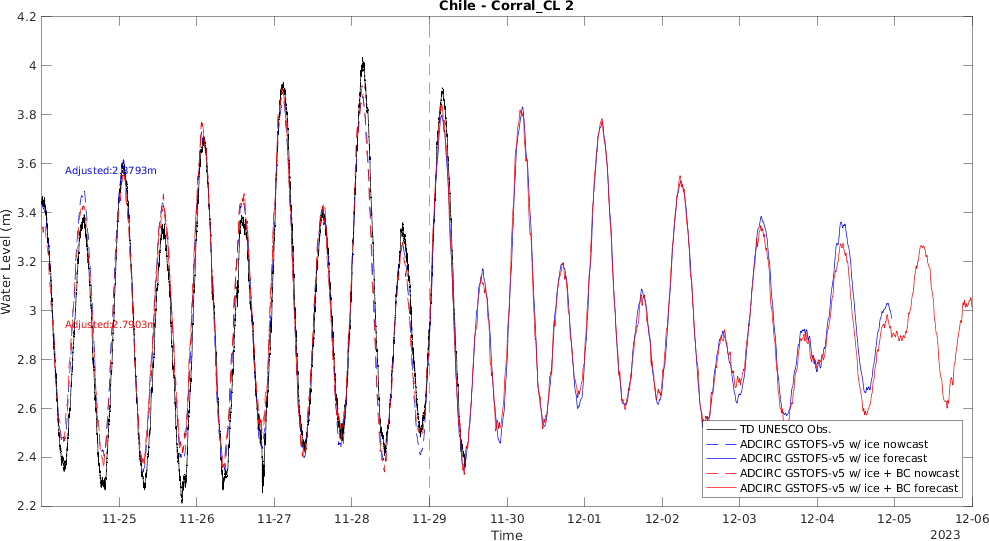 Chile - Corral_CL 2
Water Level (m)
4.2
4
3.8
3.6
3.4
3.2
3
2.8
2.6
2.4
2.2
Adjusted:2.8793m
Adjusted:2.7903m
TD UNESCO Obs.
ADCIRC GSTOFS-v5 w/ ice nowcast
ADCIRC GSTOFS-v5 w/ ice forecast
ADCIRC GSTOFS-v5 w/ ice + BC nowcast
ADCIRC GSTOFS-v5 w/ ice + BC forecast
11-25 11-26 11-27 11-28 11-29 11-30 12-01 12-02 12-03 12-04 12-05 12-06
Time
2023